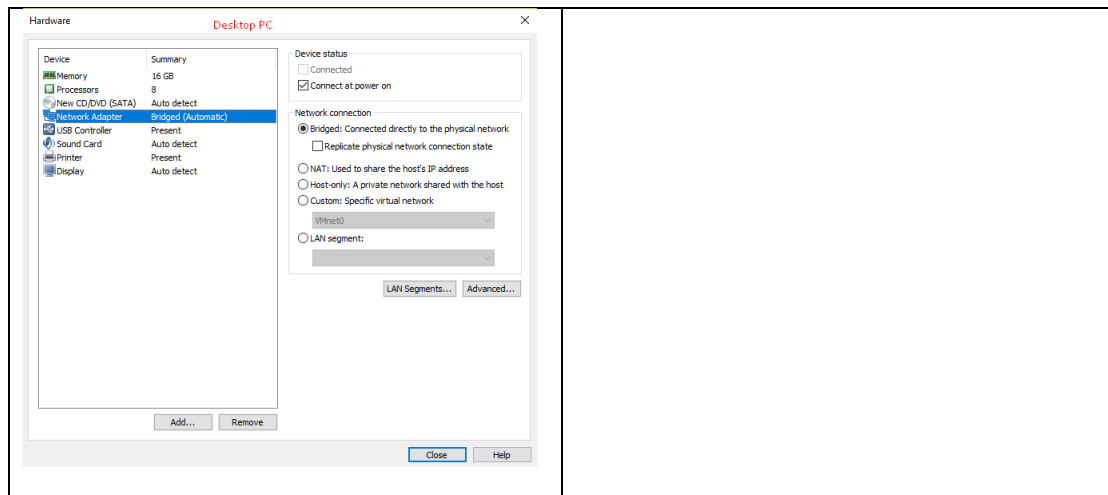 Hardware
Desktop PC
Device Summary
Memory 16 GB
Processors 8
New CD/DVD (SATA) Auto detect
Network Adapter Bridged (Automatic)
USB Controller Present
Sound Card Auto detect
Printer Present
Display Auto detect
Add... Remove
Device status
Connected
Connect at power on
Network connection
Bridged: Connected directly to the physical network
Replicate physical network connection state
NAT: Used to share the host's IP address
Host-only: A private network shared with the host
Custom: Specific virtual network
VMnet0
LAN segment:
LAN Segments... Advanced...
Close Help